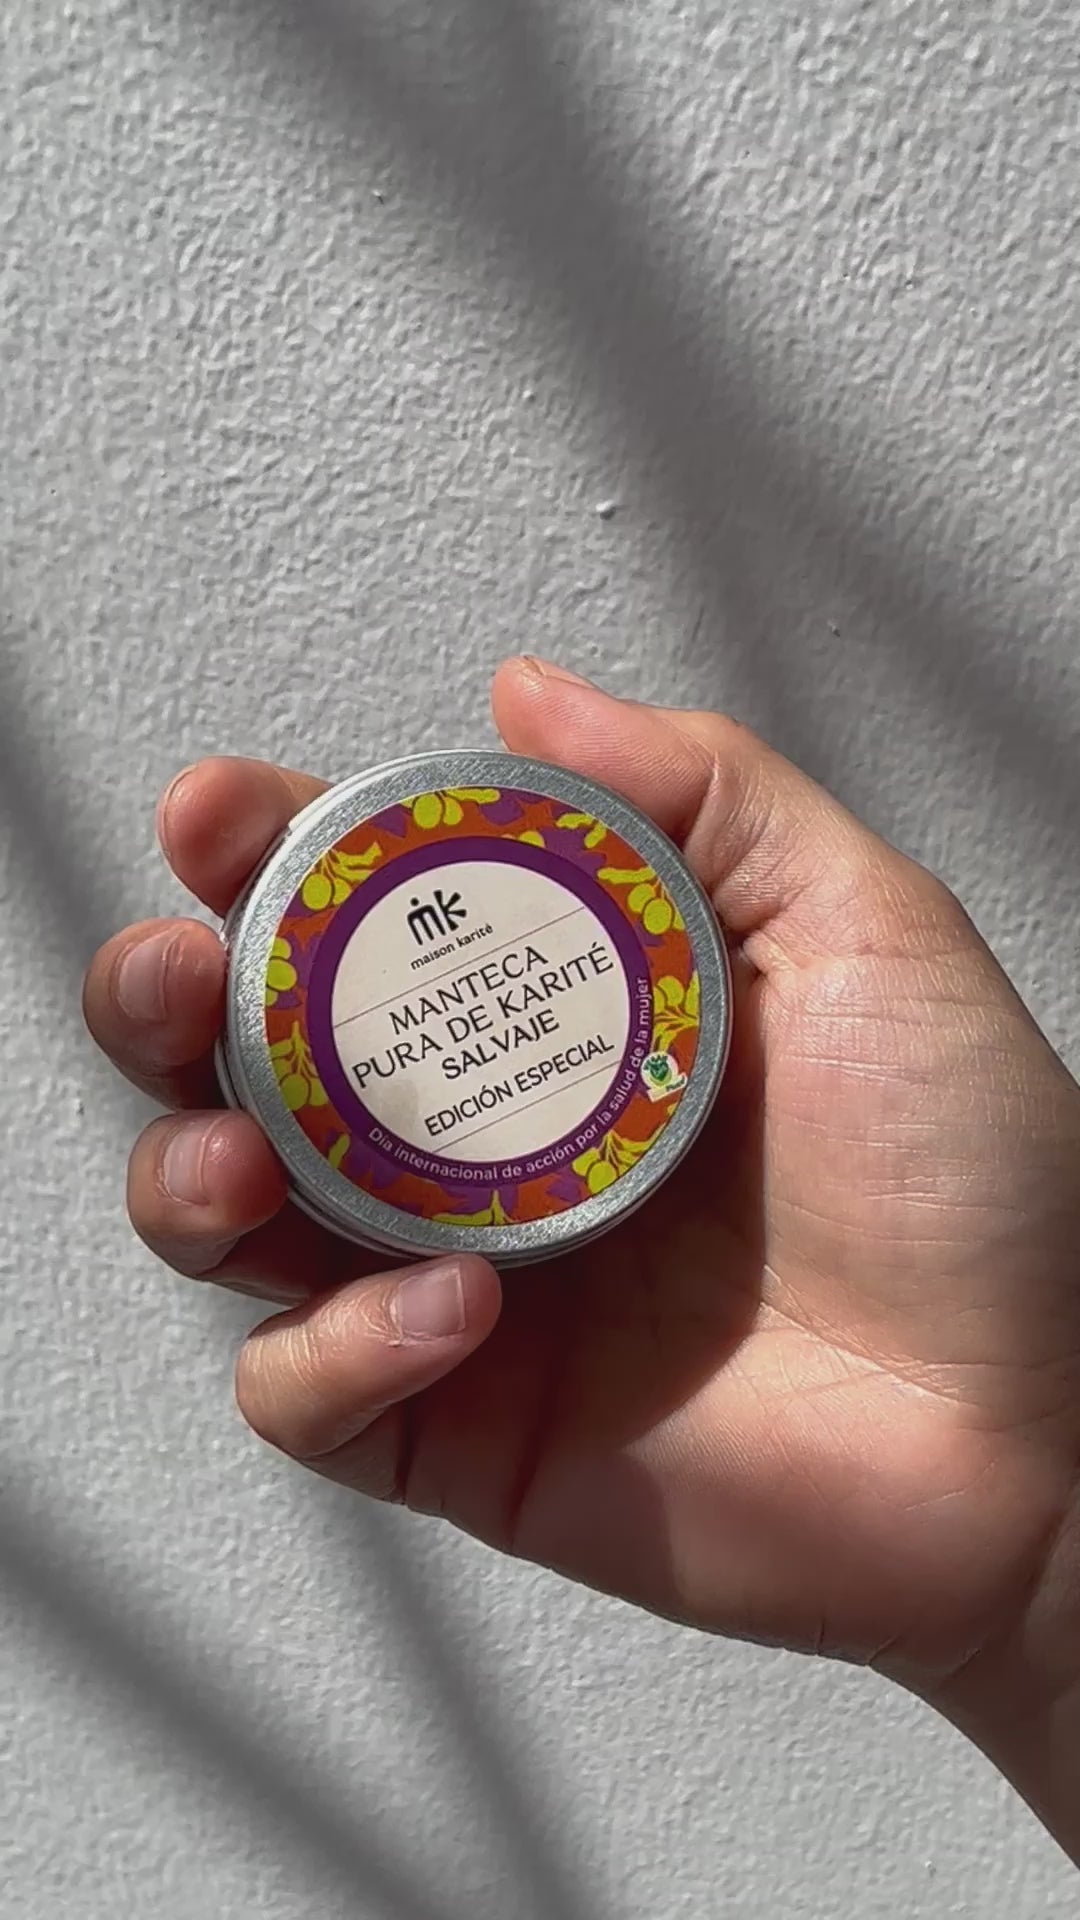 mk
maison karité
MANTECA
PURA DE KARITÉ
SALVAJE
EDICIÓN ESPECIAL
Día internacional de acción por la salud de la mujer